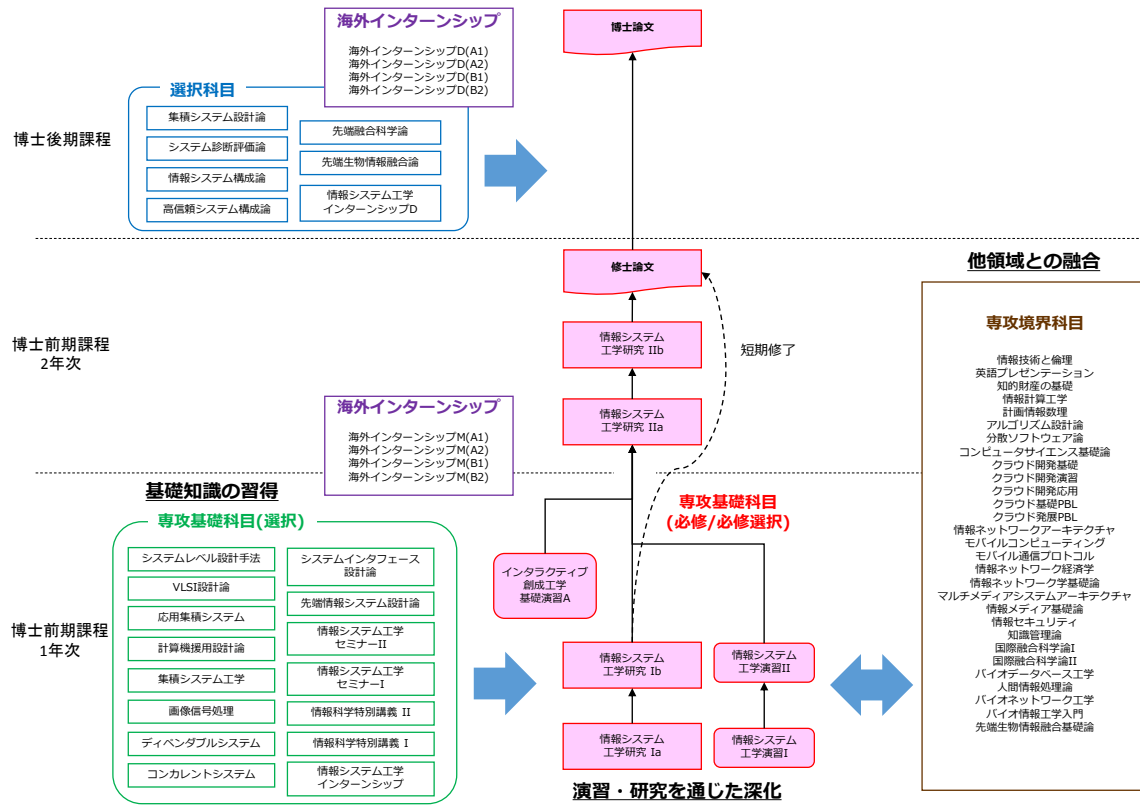 海外インターンシップ
海外インターンシップD(A1)
海外インターンシップD(A2)
海外インターンシップD(B1)
海外インターンシップD(B2)
博士論文
博士後期課程
選択科目
集積システム設計論
システム診断評価論
情報システム構成論
高信頼システム構成論
先端融合科学論
先端生物情報融合論
情報システム工学
インターンシップD
博士前期課程
2年次
修士論文
情報システム
工学研究 IIb
情報システム
工学研究 IIa
短期修了
海外インターンシップ
海外インターンシップM(A1)
海外インターンシップM(A2)
海外インターンシップM(B1)
海外インターンシップM(B2)
他領域との融合
専攻境界科目
情報技術と倫理
英語プレゼンテーション
知的財産の基礎
情報計算工学
計画情報数理
アルゴリズム設計論
分散ソフトウェア論
コンピュータサイエンス基礎論
クラウド開発基礎
クラウド開発演習
クラウド開発応用
クラウド基礎PBL
クラウド発展PBL
情報ネットワークアーキテクチャ
モバイルコンピューティング
モバイル通信プロトコル
情報ネットワーク経済学
情報ネットワーク学基礎論
マルチメディアシステムアーキテクチャ
情報メディア基礎論
情報セキュリティ
知識管理論
国際融合科学論I
国際融合科学論II
バイオデータベース工学
人間情報処理論
バイオネットワーク工学
バイオ情報工学入門
先端生物情報融合基礎論
博士前期課程
1年次
基礎知識の習得
専攻基礎科目(選択)
システムレベル設計手法
VLSI設計論
応用集積システム
計算機援用設計論
集積システム工学
画像信号処理
ディペンダブルシステム
コンカレントシステム
システムインタフェース
設計論
先端情報システム設計論
情報システム工学
セミナーII
情報システム工学
セミナーI
情報科学特別講義 II
情報科学特別講義 I
情報システム工学
インターンシップ
専攻基礎科目
(必修/必修選択)
インタラクティブ
創成工学
基礎演習A
情報システム
工学研究 Ib
情報システム
工学研究 Ia
情報システム
工学演習II
情報システム
工学演習I
演習・研究を通じた深化